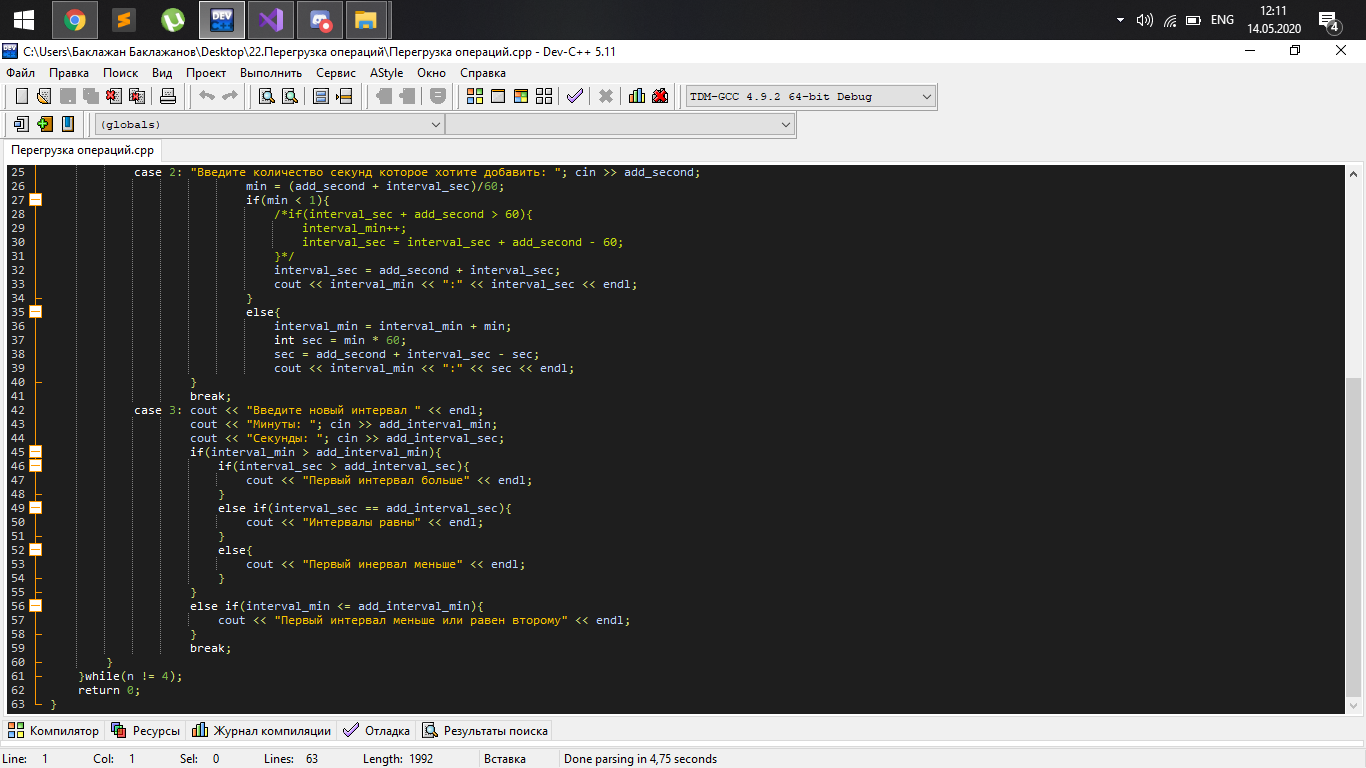 DEV
ENG
12:11
14.05.2020
4
C:\Users\Баклажан Баклажанов\Desktop\22.Перегрузка операций\Перегрузка операций.cpp - Dev-C++ 5.11
Файл Правка Поиск Вид Проект Выполнить Сервис AStyle Окно Справка
TDM-GCC 4.9.2 64-bit Debug
(globals)
Перегрузка операций.cpp
25 case 2: "Введите количество секунд которое хотите добавить: "; cin >> add_second;
26 min = (add_second + interval_sec)/60;
27 if(min < 1){
28 /*if(interval_sec + add_second > 60){
29 interval_min++;
30 interval_sec = interval_sec + add_second - 60;
31 }*/
32 interval_sec = add_second + interval_sec;
33 cout << interval_min << ":" << interval_sec << endl;
34 }
35 else{
36 interval_min = interval_min + min;
37 int sec = min * 60;
38 sec = add_second + interval_sec - sec;
39 cout << interval_min << ":" << sec << endl;
40 }
41 break;
42 case 3: cout << "Введите новый интервал " << endl;
43 cout << "Минуты: "; cin >> add_interval_min;
44 cout << "Секунды: "; cin >> add_interval_sec;
45 if(interval_min > add_interval_min){
46 if(interval_sec > add_interval_sec){
47 cout << "Первый интервал больше" << endl;
48 }
49 else if(interval_sec == add_interval_sec){
50 cout << "Интервалы равны" << endl;
51 }
52 else{
53 cout << "Первый инервал меньше" << endl;
54 }
55 }
56 else if(interval_min <= add_interval_min){
57 cout << "Первый интервал меньше или равен второму" << endl;
58 }
59 break;
60 }
61 }while(n != 4);
62 return 0;
63 }
Компилятор Ресурсы Журнал компиляции Отладка Результаты поиска
Line: 1 Col: 1 Sel: 0 Lines: 63 Length: 1992 Вставка Done parsing in 4,75 seconds